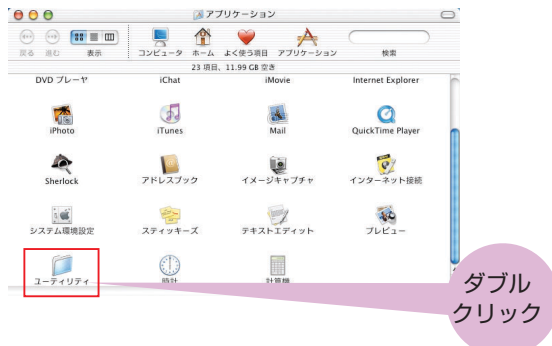 アプリケーション
戻る 進む 表示 コンピュータ ホーム よく使う項目 アプリケーション 検索
23 項目、11.99 GB 空き
DVD プレーヤ iChat iMovie Internet Explorer
iPhoto iTunes Mail QuickTime Player
Sherlock アドレスブック イメージキャプチャ インターネット接続
システム環境設定 スティッキーズ テキストエディット プレビュー
ユーティリティ 時計 計算機
ダブル
クリック